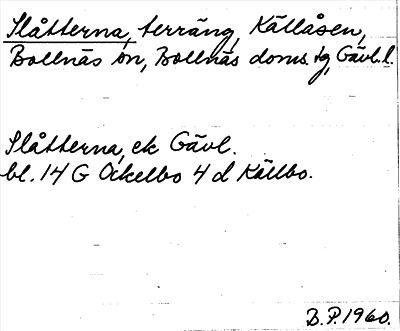 Slåtterna, terräng, Källåsen,
Bollnäs sn, Bollnäs doms. tg, Gävl. l.
Slåtterna, ek Gävl.
bl. 14 G Ockelbo 4 d Källbo.
B.P. 1960.